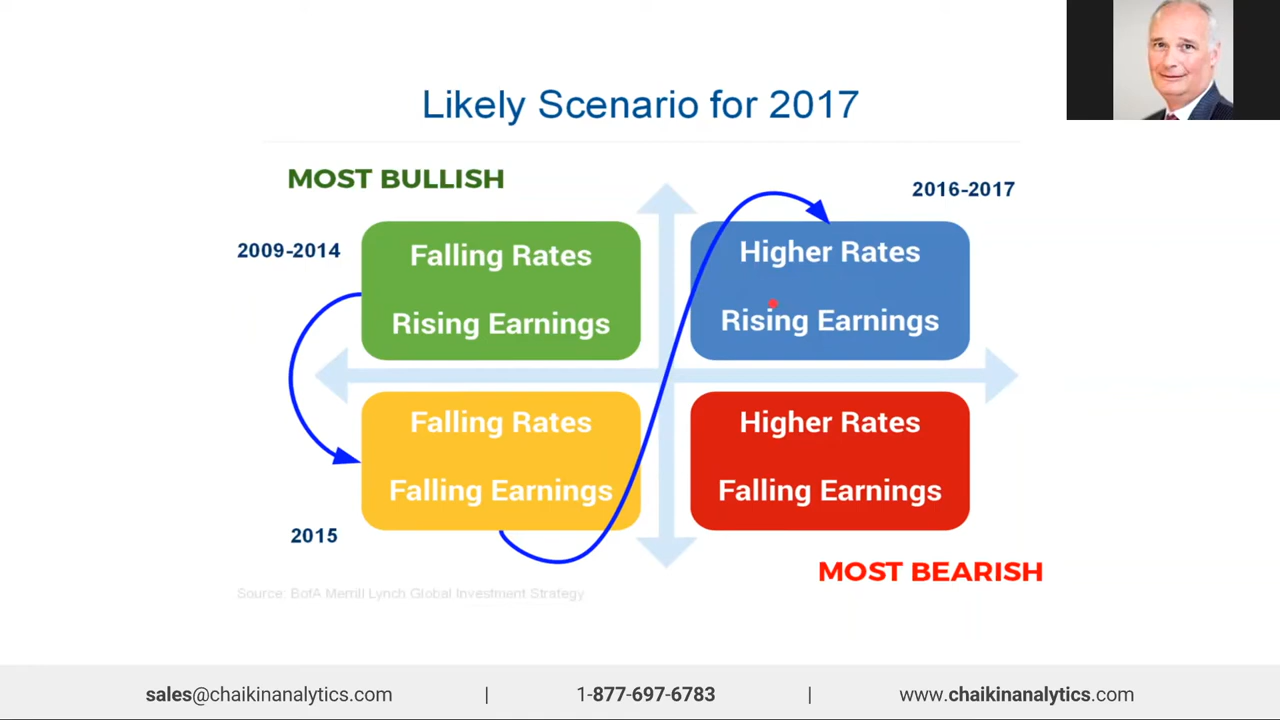 Likely Scenario for 2017
MOST BULLISH
2016-2017
2009-2014
Falling Rates
Rising Earnings
Higher Rates
Rising Earnings
Falling Rates
Falling Earnings
Higher Rates
Falling Earnings
2015
MOST BEARISH
Source: BofA Merrill Lynch Global Investment Strategy
sales@chaikinanalytics.com | 1-877-697-6783 | www.chaikinanalytics.com